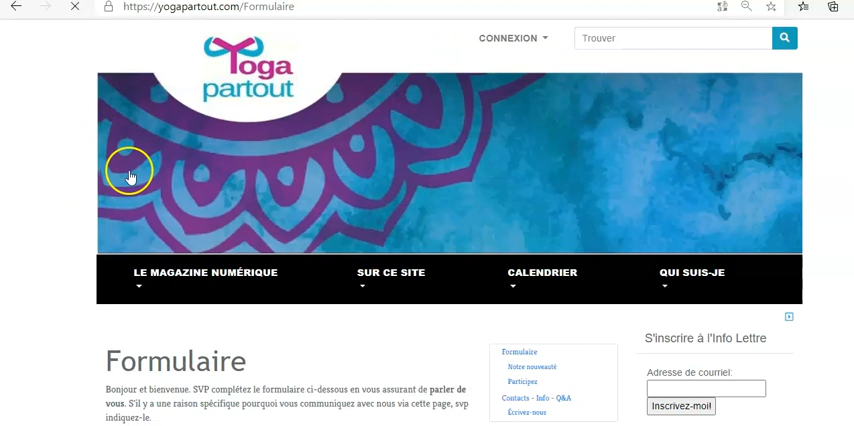 https://yogapartout.com/Formulaire
Yoga
partout
CONNEXION
Trouver
LE MAGAZINE NUMÉRIQUE
SUR CE SITE
CALENDRIER
QUI SUIS-JE
Formulaire
Bonjour et bienvenue. SVP complétez le formulaire ci-dessous en vous assurant de parler de
vous. S'il y a une raison spécifique pourquoi vous communiquez avec nous via cette page, svp
indiquez-le.
Formulaire
Notre nouveauté
Participez
Contacts - Info - Q&A
Écrivez-nous
S'inscrire à l'Info Lettre
Adresse de courriel:
Inscrivez-moi!